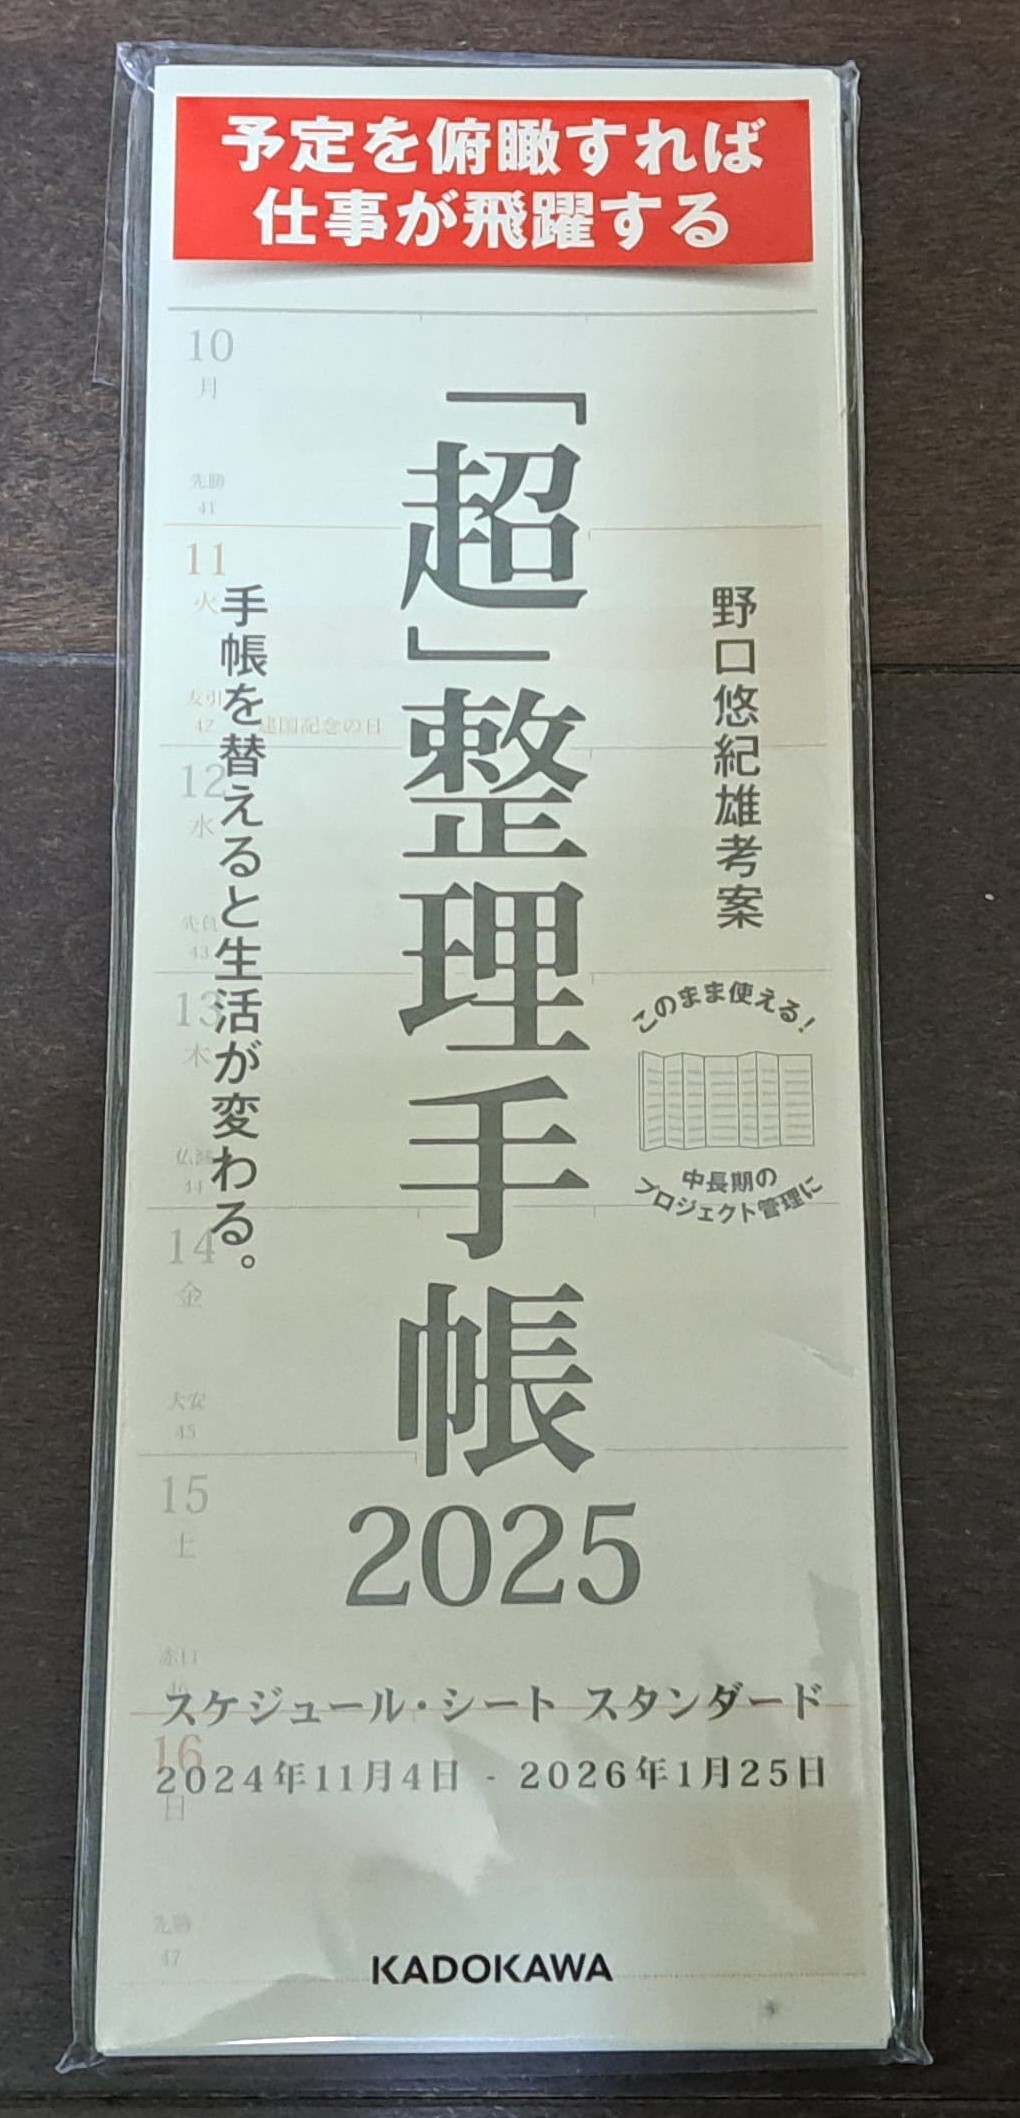 予定を俯瞰すれば
仕事が飛躍する
野口悠紀雄考案
「超」整理手帳
2025
手帳を替えると生活が変わる。
このまま使える！
中長期の
プロジェクト管理に
10
月
先勝
41
11
火
友引
42 建国記念の日
12
水
先負
43
13
木
仏滅
44
14
金
大安
45
15
土
赤口
46
16
日
先勝
47
スケジュール・シート スタンダード
2024年11月4日 - 2026年1月25日
KADOKAWA